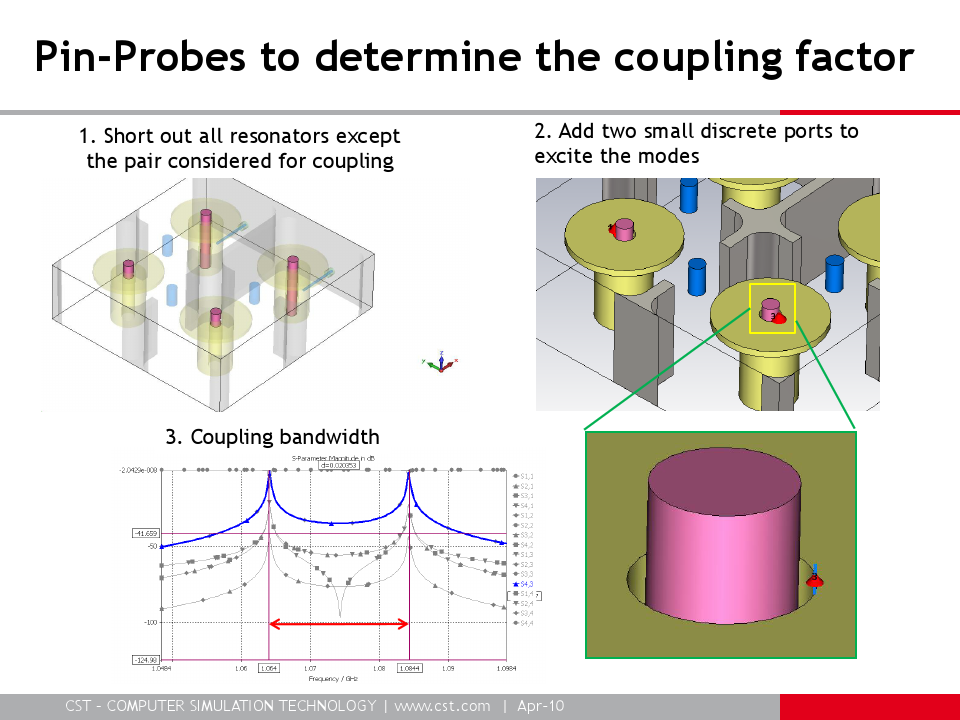 Pin-Probes to determine the coupling factor
1. Short out all resonators except
the pair considered for coupling
2. Add two small discrete ports to
excite the modes
z
y
x
3
3
3. Coupling bandwidth
S-Parameter Magnitude in dB
d=0.020353
-2.0429e-008
-41.659
-50
-100
-124.98
1.0484
1.06
1.064
1.07
1.08
1.0844
1.09
1.0984
Frequency / GHz
S1,1
S2,1
S3,1
S4,1
S1,2
S2,2
S3,2
S4,2
S1,3
S2,3
S3,3
S4,3
S1,4
S2,4
S3,4
S4,4
CST – COMPUTER SIMULATION TECHNOLOGY | www.cst.com | Apr-10